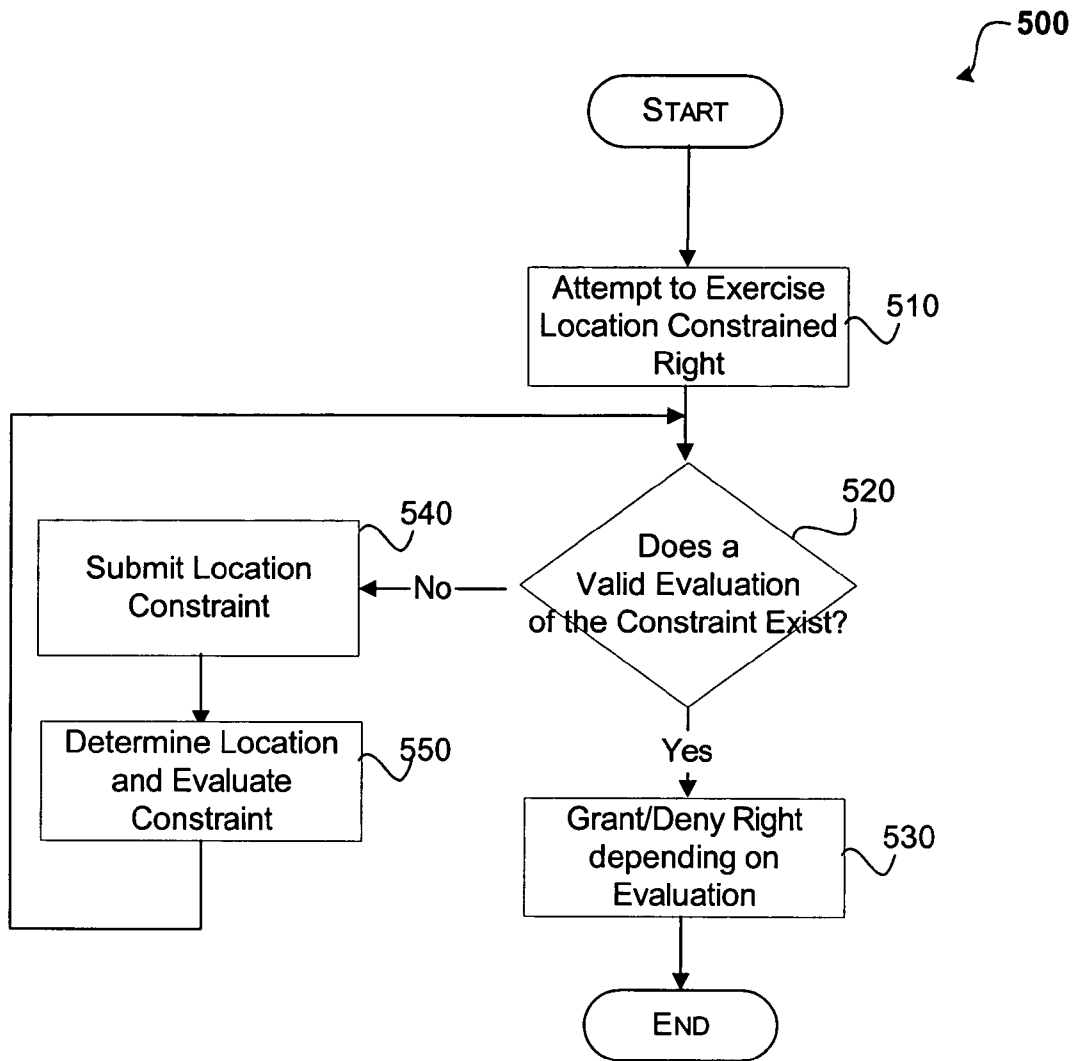 500
START
Attempt to Exercise
Location Constrained
Right
510
Does a
Valid Evaluation
of the Constraint Exist?
520
No
Submit Location
Constraint
540
Determine Location
and Evaluate
Constraint
550
Yes
Grant/Deny Right
depending on
Evaluation
530
END